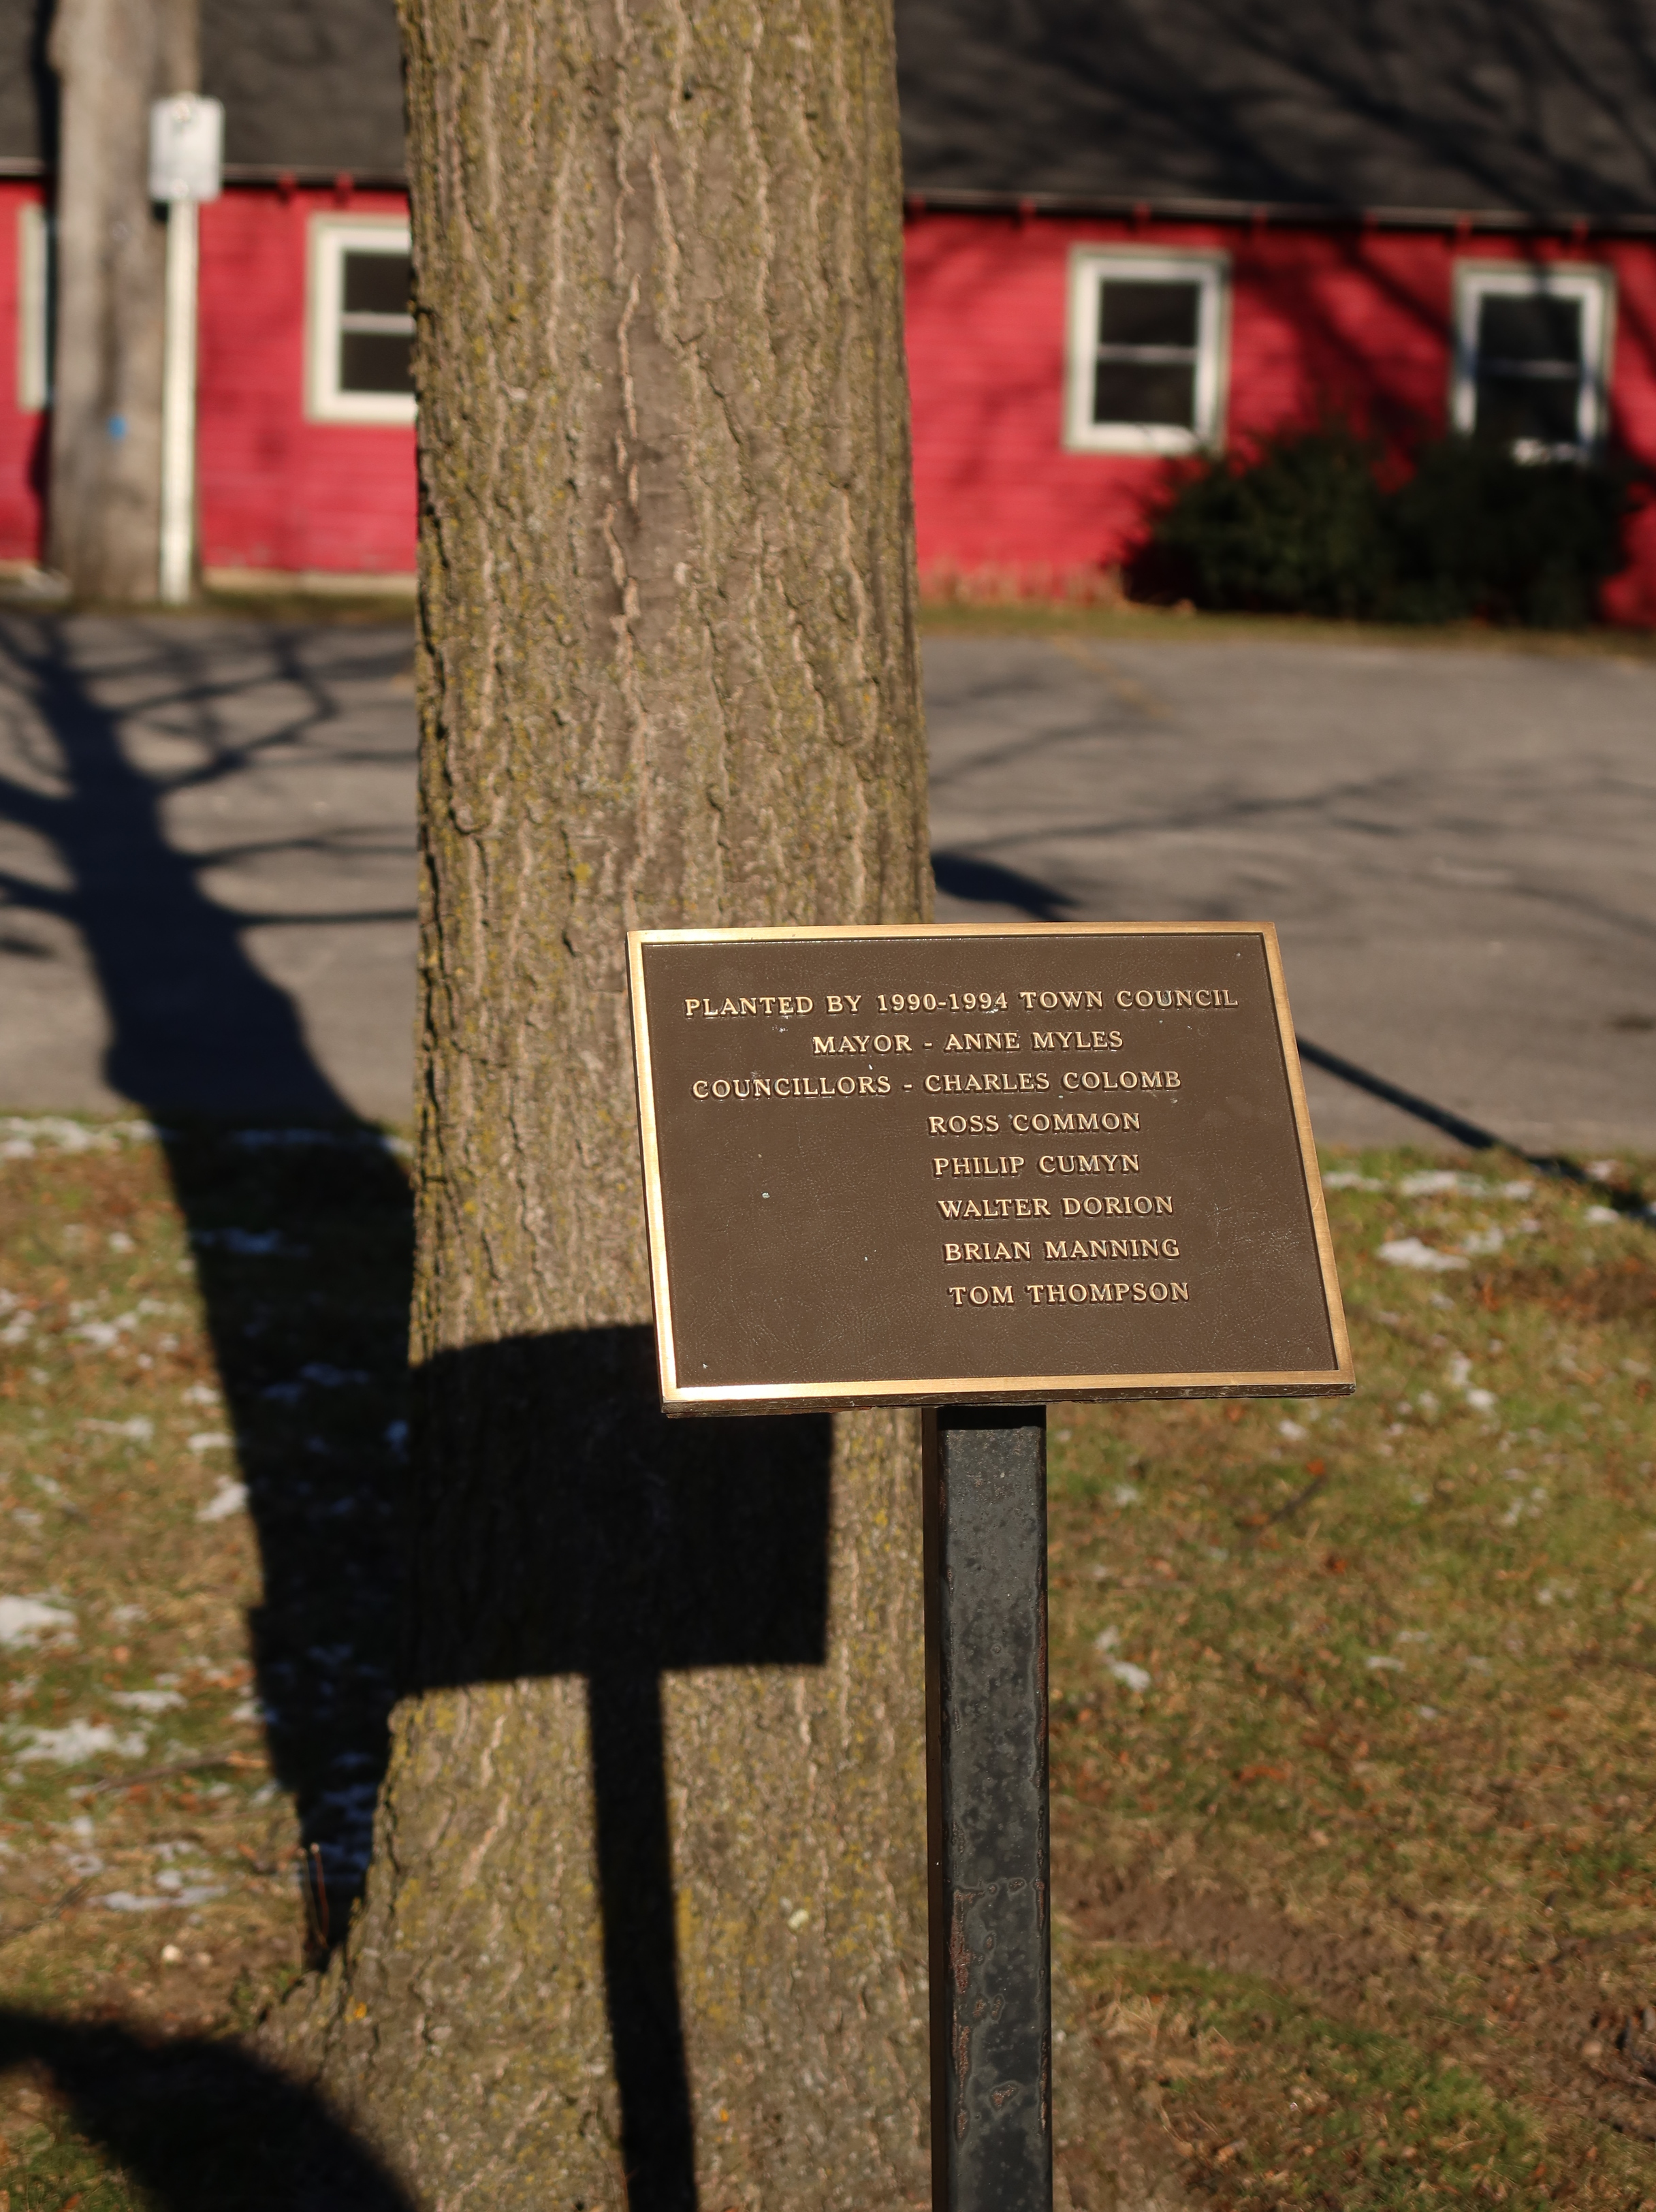 PLANTED BY 1990-1994 TOWN COUNCIL
MAYOR - ANNE MYLES
COUNCILLORS - CHARLES COLOMB
ROSS COMMON
PHILIP CUMYN
WALTER DORION
BRIAN MANNING
TOM THOMPSON